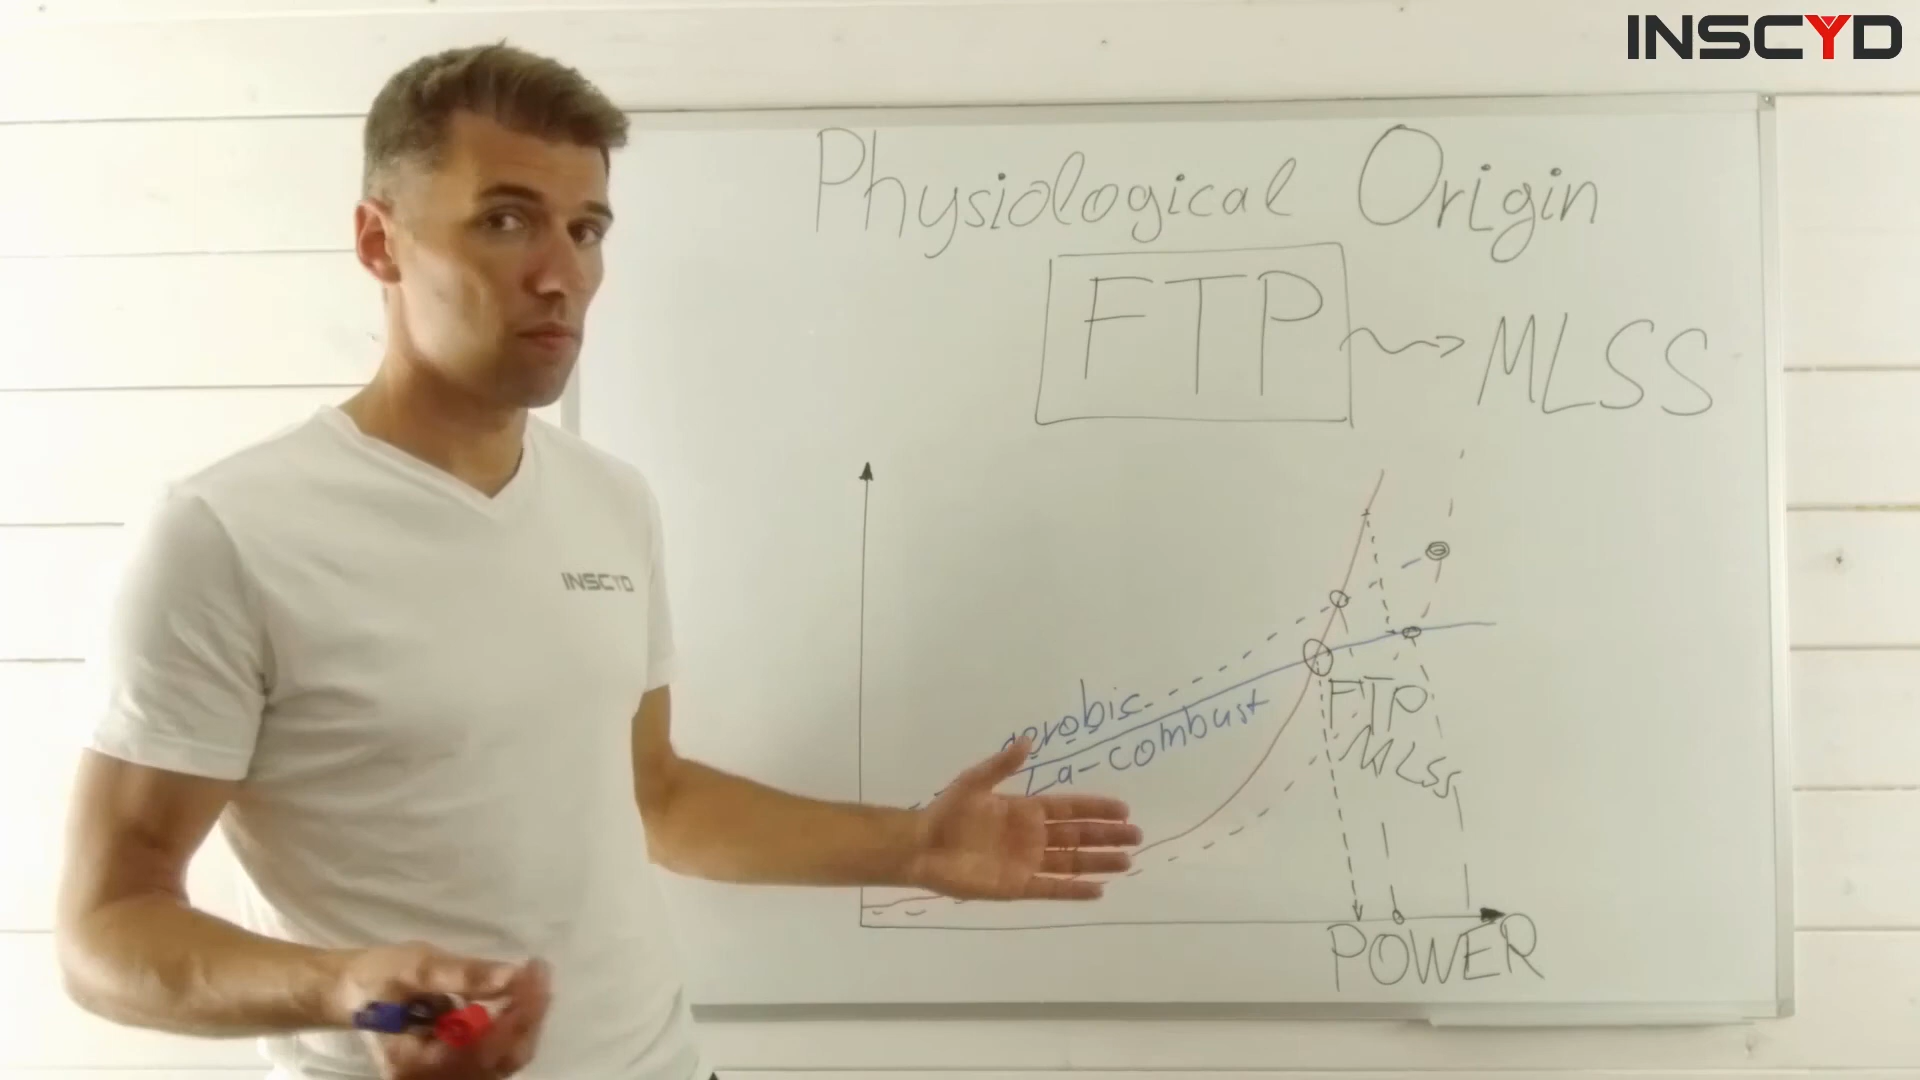 INSCYD
Physiological Origin
FTP MLSS
INSCYD
aerobic
La-combust
FTP
MLSS
POWER